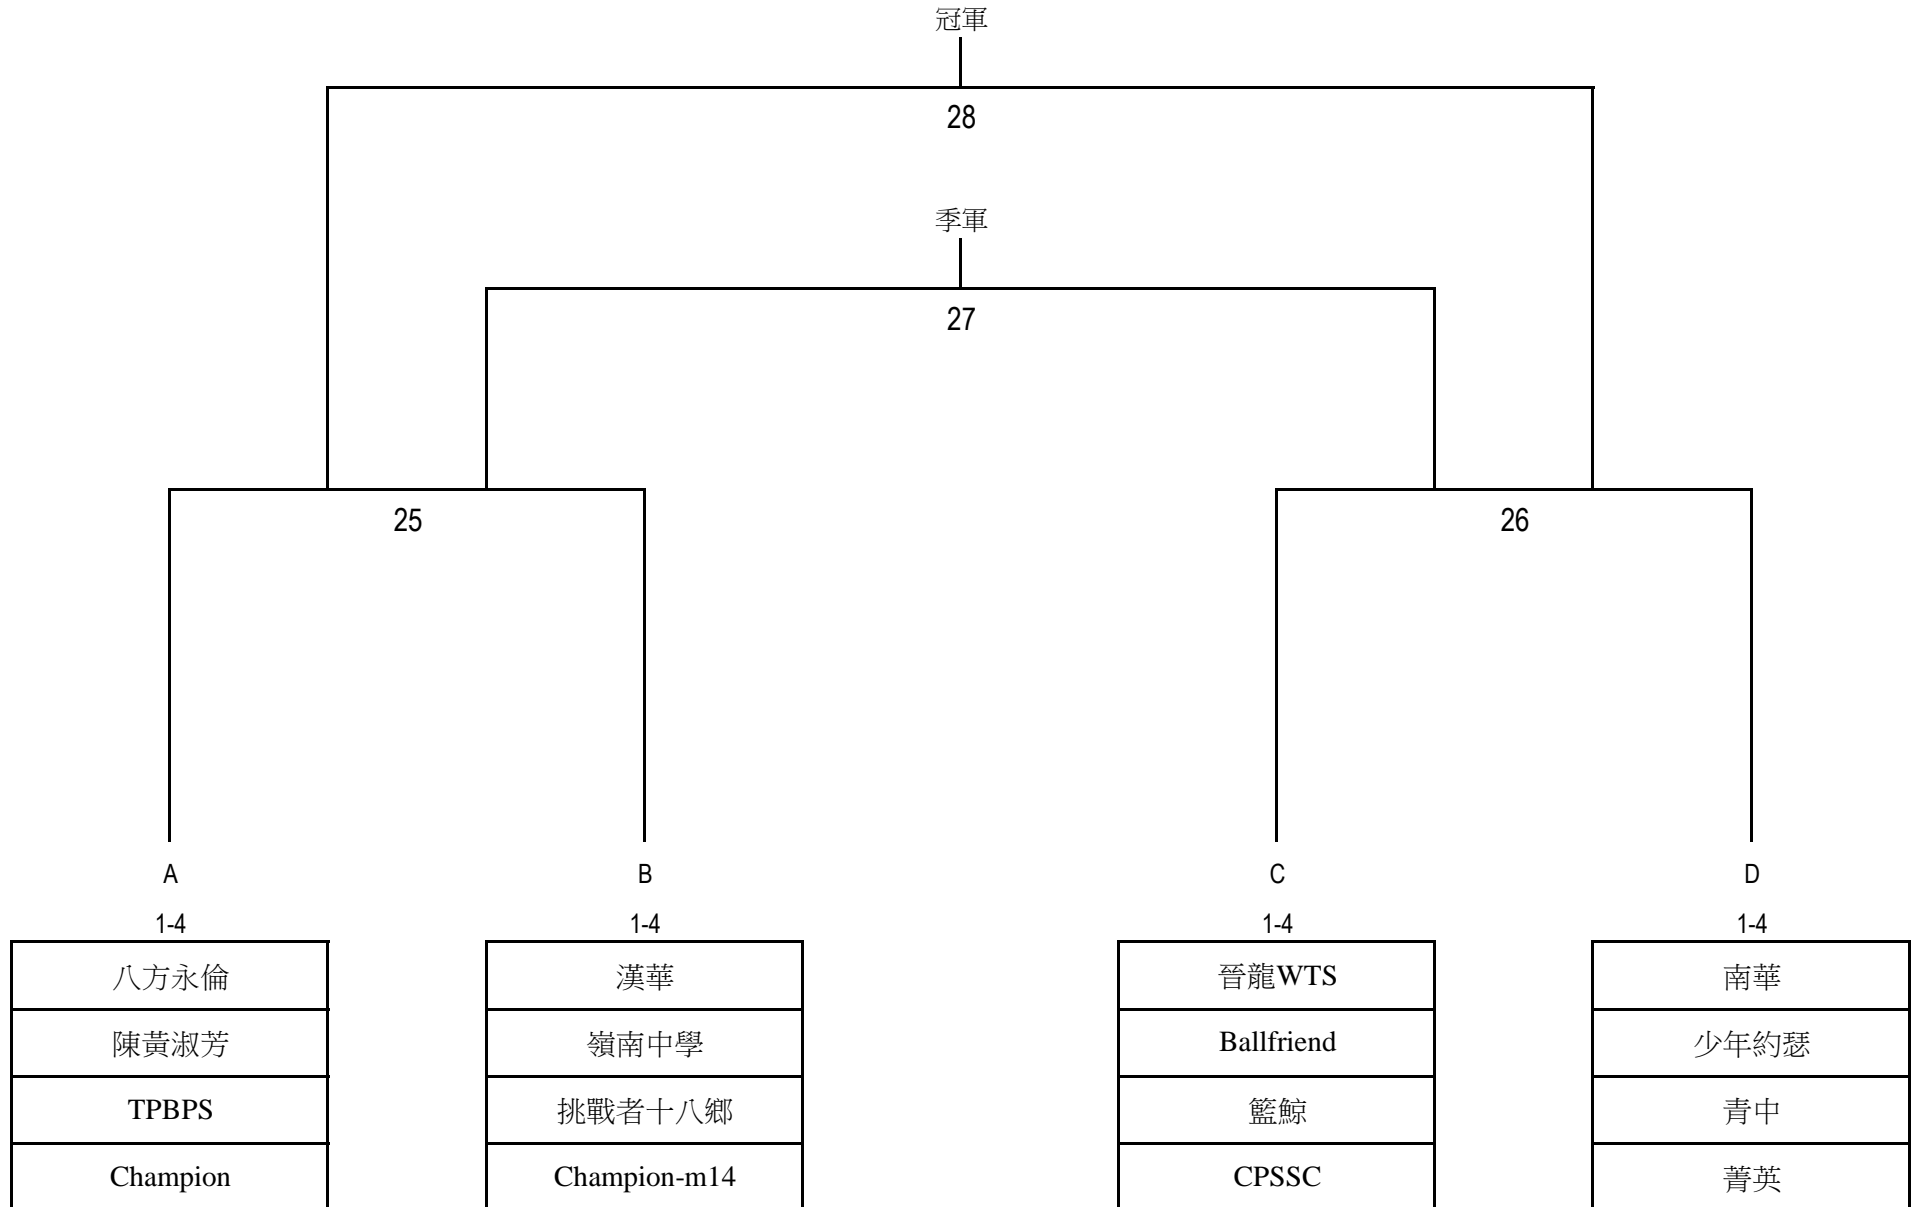 冠軍
28
季軍
27
25
26
A
B
C
D
1-4
1-4
1-4
1-4
八方永倫
漢華
晉龍WTS
南華
陳黃淑芳
嶺南中學
Ballfriend
少年約瑟
TPBPS
挑戰者十八鄉
籃鯨
青中
Champion
Champion-m14
CPSSC
菁英